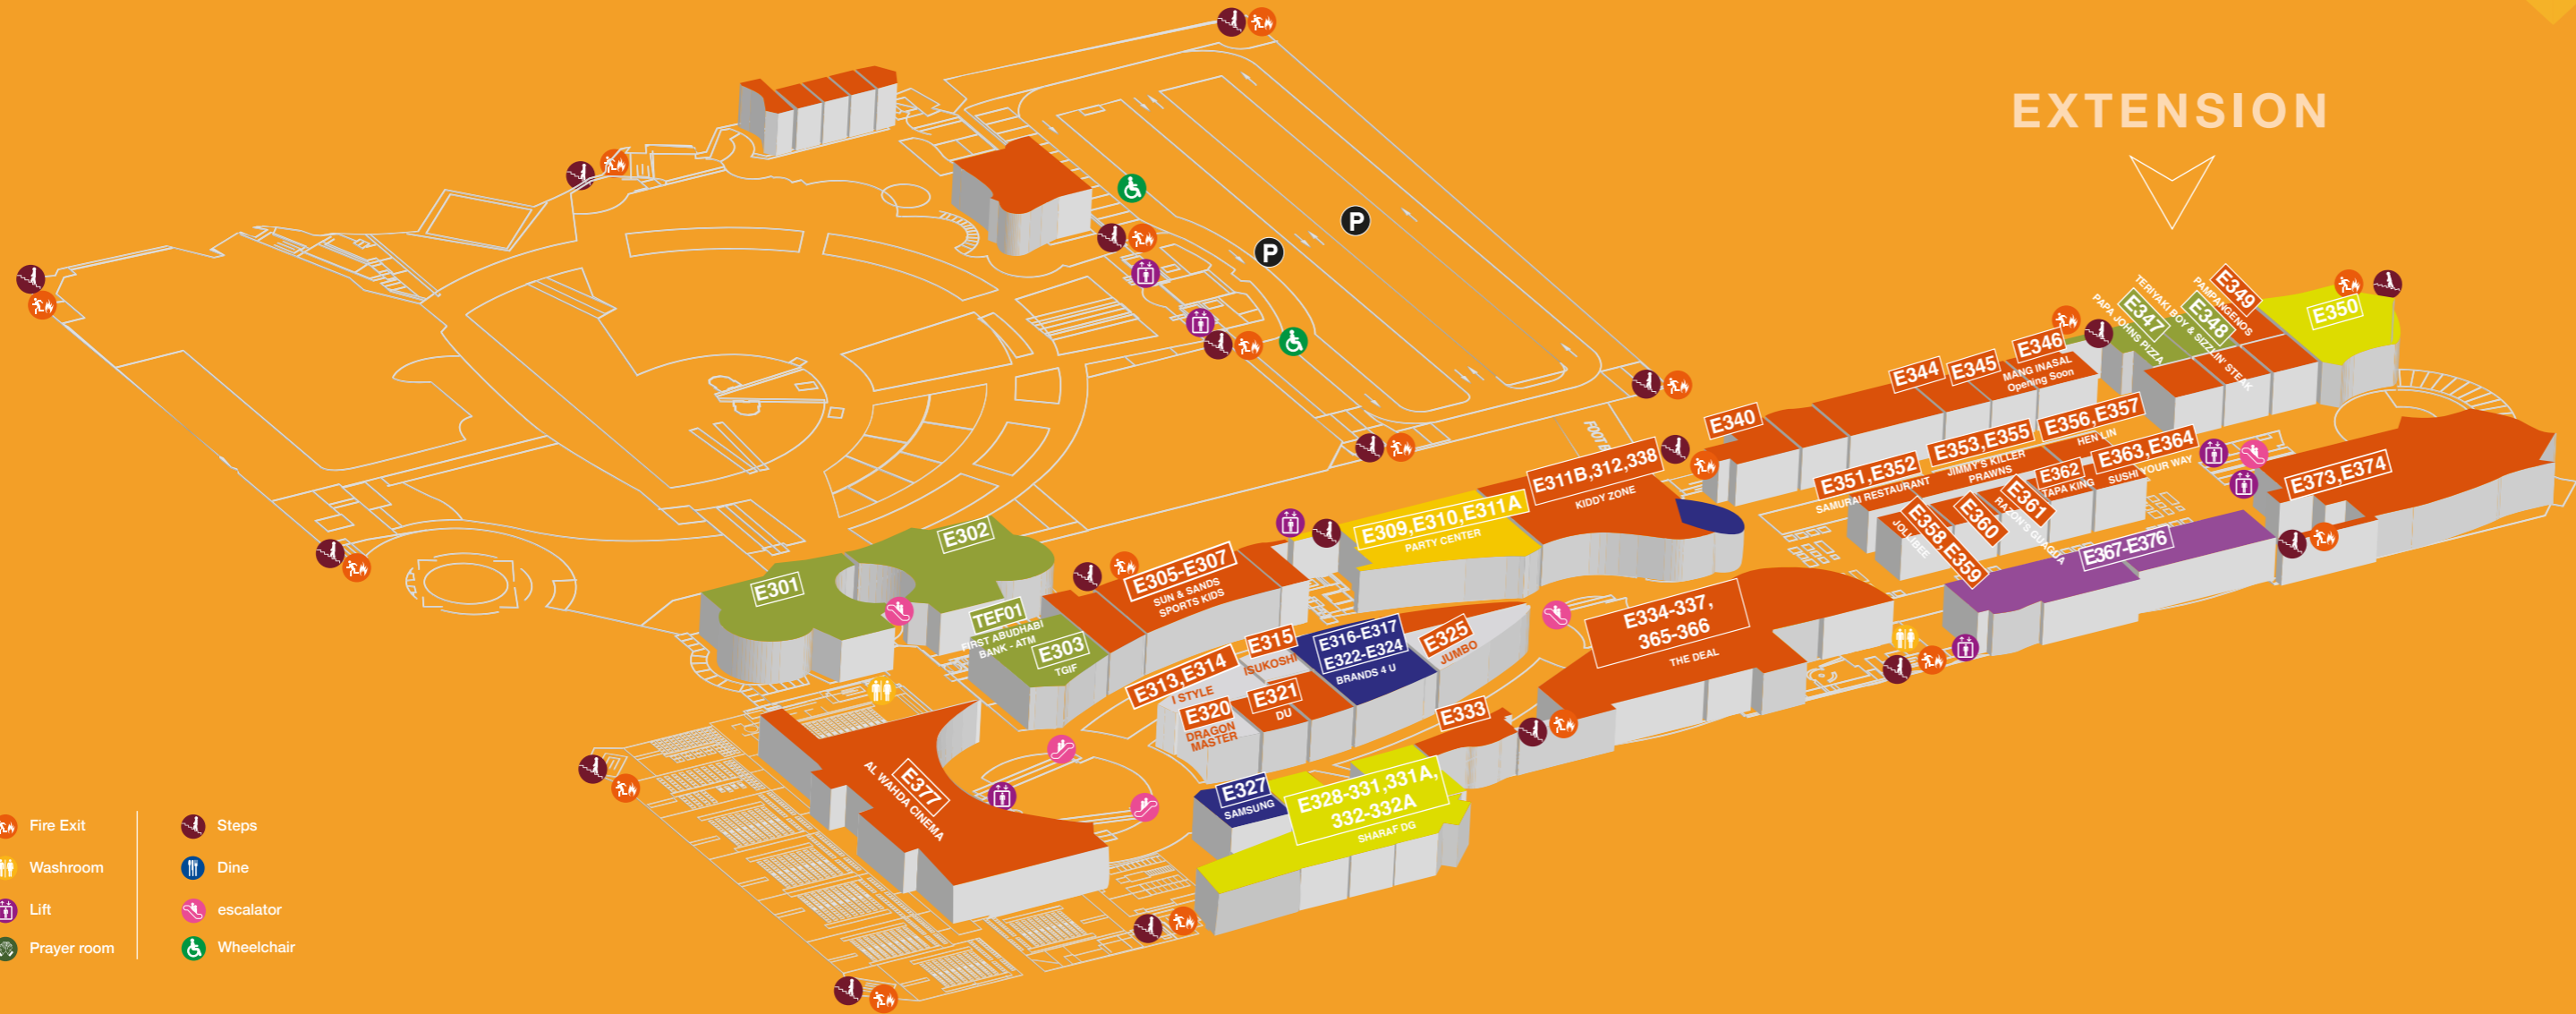 EXTENSION
P
P
FOOT
E349
PAMPANGENOS
E348
TERIYAKI BOY & SIZZLIN' STEAK
E347
PAPA JOHNS PIZZA
E350
E346
MANG INASAL
Opening Soon
E345
E344
E340
E356,E357
HEN LIN
E353,E355
JIMMY'S KILLER
PRAWNS
E351,E352
SAMURAI RESTAURANT
E363,E364
SUSHI YOUR WAY
E362
TAPA KING
E361
RAZON'S GUAGUA
E360
E358,E359
JOLLIBEE
E373,E374
E367-E376
E311B,312,338
KIDDY ZONE
E309,E310,E311A
PARTY CENTER
E302
E301
E305-E307
SUN & SANDS
SPORTS KIDS
TEF01
FIRST ABUDHABI
BANK - ATM
E303
TGIF
E334-337,
365-366
THE DEAL
E325
JUMBO
E316-E317
E322-E324
BRANDS 4 U
E315
ISUKOSHI
E313,E314
I STYLE
E321
DU
E320
DRAGON
MASTER
E333
E327
SAMSUNG
E328-331,331A,
332-332A
SHARAF DG
E377
AL WAHDA CINEMA
Fire Exit
Washroom
Lift
Prayer room
Steps
Dine
escalator
Wheelchair